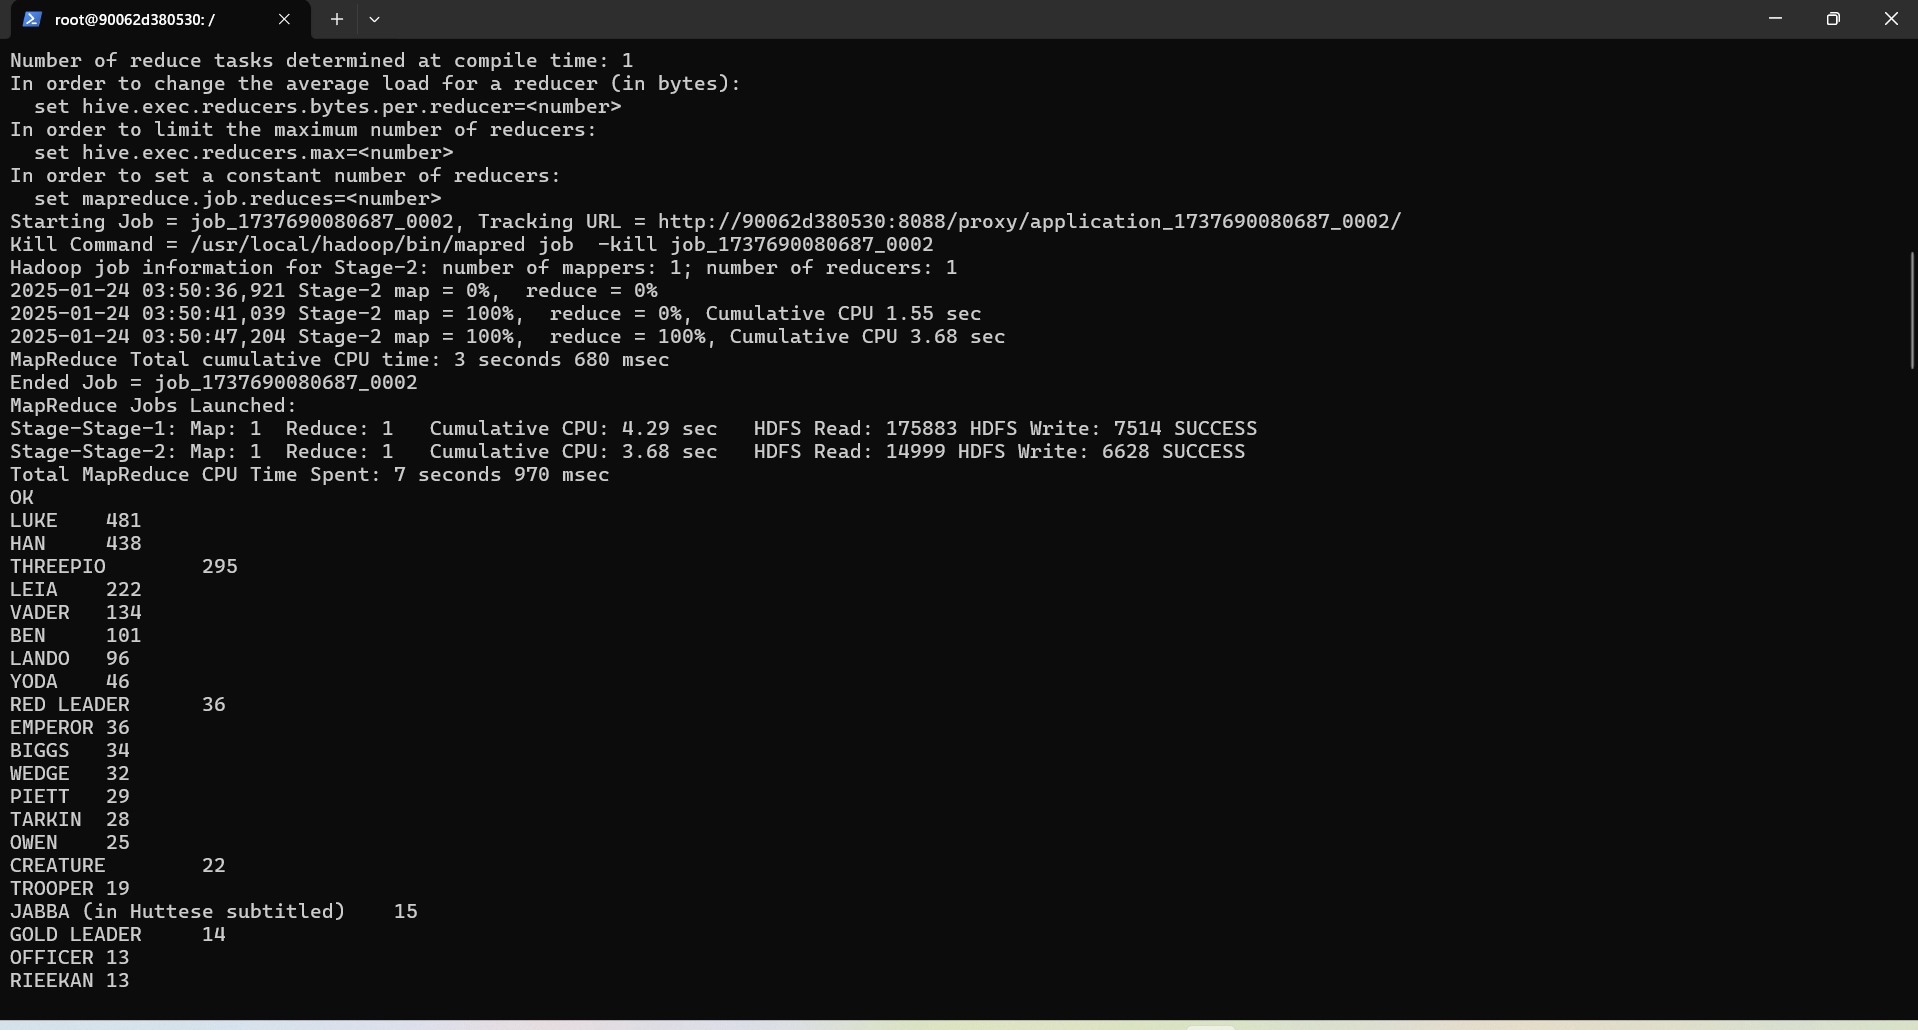 root@90062d380530: /
Number of reduce tasks determined at compile time: 1
In order to change the average load for a reducer (in bytes):
  set hive.exec.reducers.bytes.per.reducer=<number>
In order to limit the maximum number of reducers:
  set hive.exec.reducers.max=<number>
In order to set a constant number of reducers:
  set mapreduce.job.reduces=<number>
Starting Job = job_1737690080687_0002, Tracking URL = http://90062d380530:8088/proxy/application_1737690080687_0002/
Kill Command = /usr/local/hadoop/bin/mapred job  -kill job_1737690080687_0002
Hadoop job information for Stage-2: number of mappers: 1; number of reducers: 1
2025-01-24 03:50:36,921 Stage-2 map = 0%,  reduce = 0%
2025-01-24 03:50:41,039 Stage-2 map = 100%,  reduce = 0%, Cumulative CPU 1.55 sec
2025-01-24 03:50:47,204 Stage-2 map = 100%,  reduce = 100%, Cumulative CPU 3.68 sec
MapReduce Total cumulative CPU time: 3 seconds 680 msec
Ended Job = job_1737690080687_0002
MapReduce Jobs Launched:
Stage-Stage-1: Map: 1  Reduce: 1   Cumulative CPU: 4.29 sec   HDFS Read: 175883 HDFS Write: 7514 SUCCESS
Stage-Stage-2: Map: 1  Reduce: 1   Cumulative CPU: 3.68 sec   HDFS Read: 14999 HDFS Write: 6628 SUCCESS
Total MapReduce CPU Time Spent: 7 seconds 970 msec
OK
LUKE    481
HAN     438
THREEPIO        295
LEIA    222
VADER   134
BEN     101
LANDO   96
YODA    46
RED LEADER      36
EMPEROR 36
BIGGS   34
WEDGE   32
PIETT   29
TARKIN  28
OWEN    25
CREATURE        22
TROOPER 19
JABBA (in Huttese subtitled)    15
GOLD LEADER     14
OFFICER 13
RIEEKAN 13